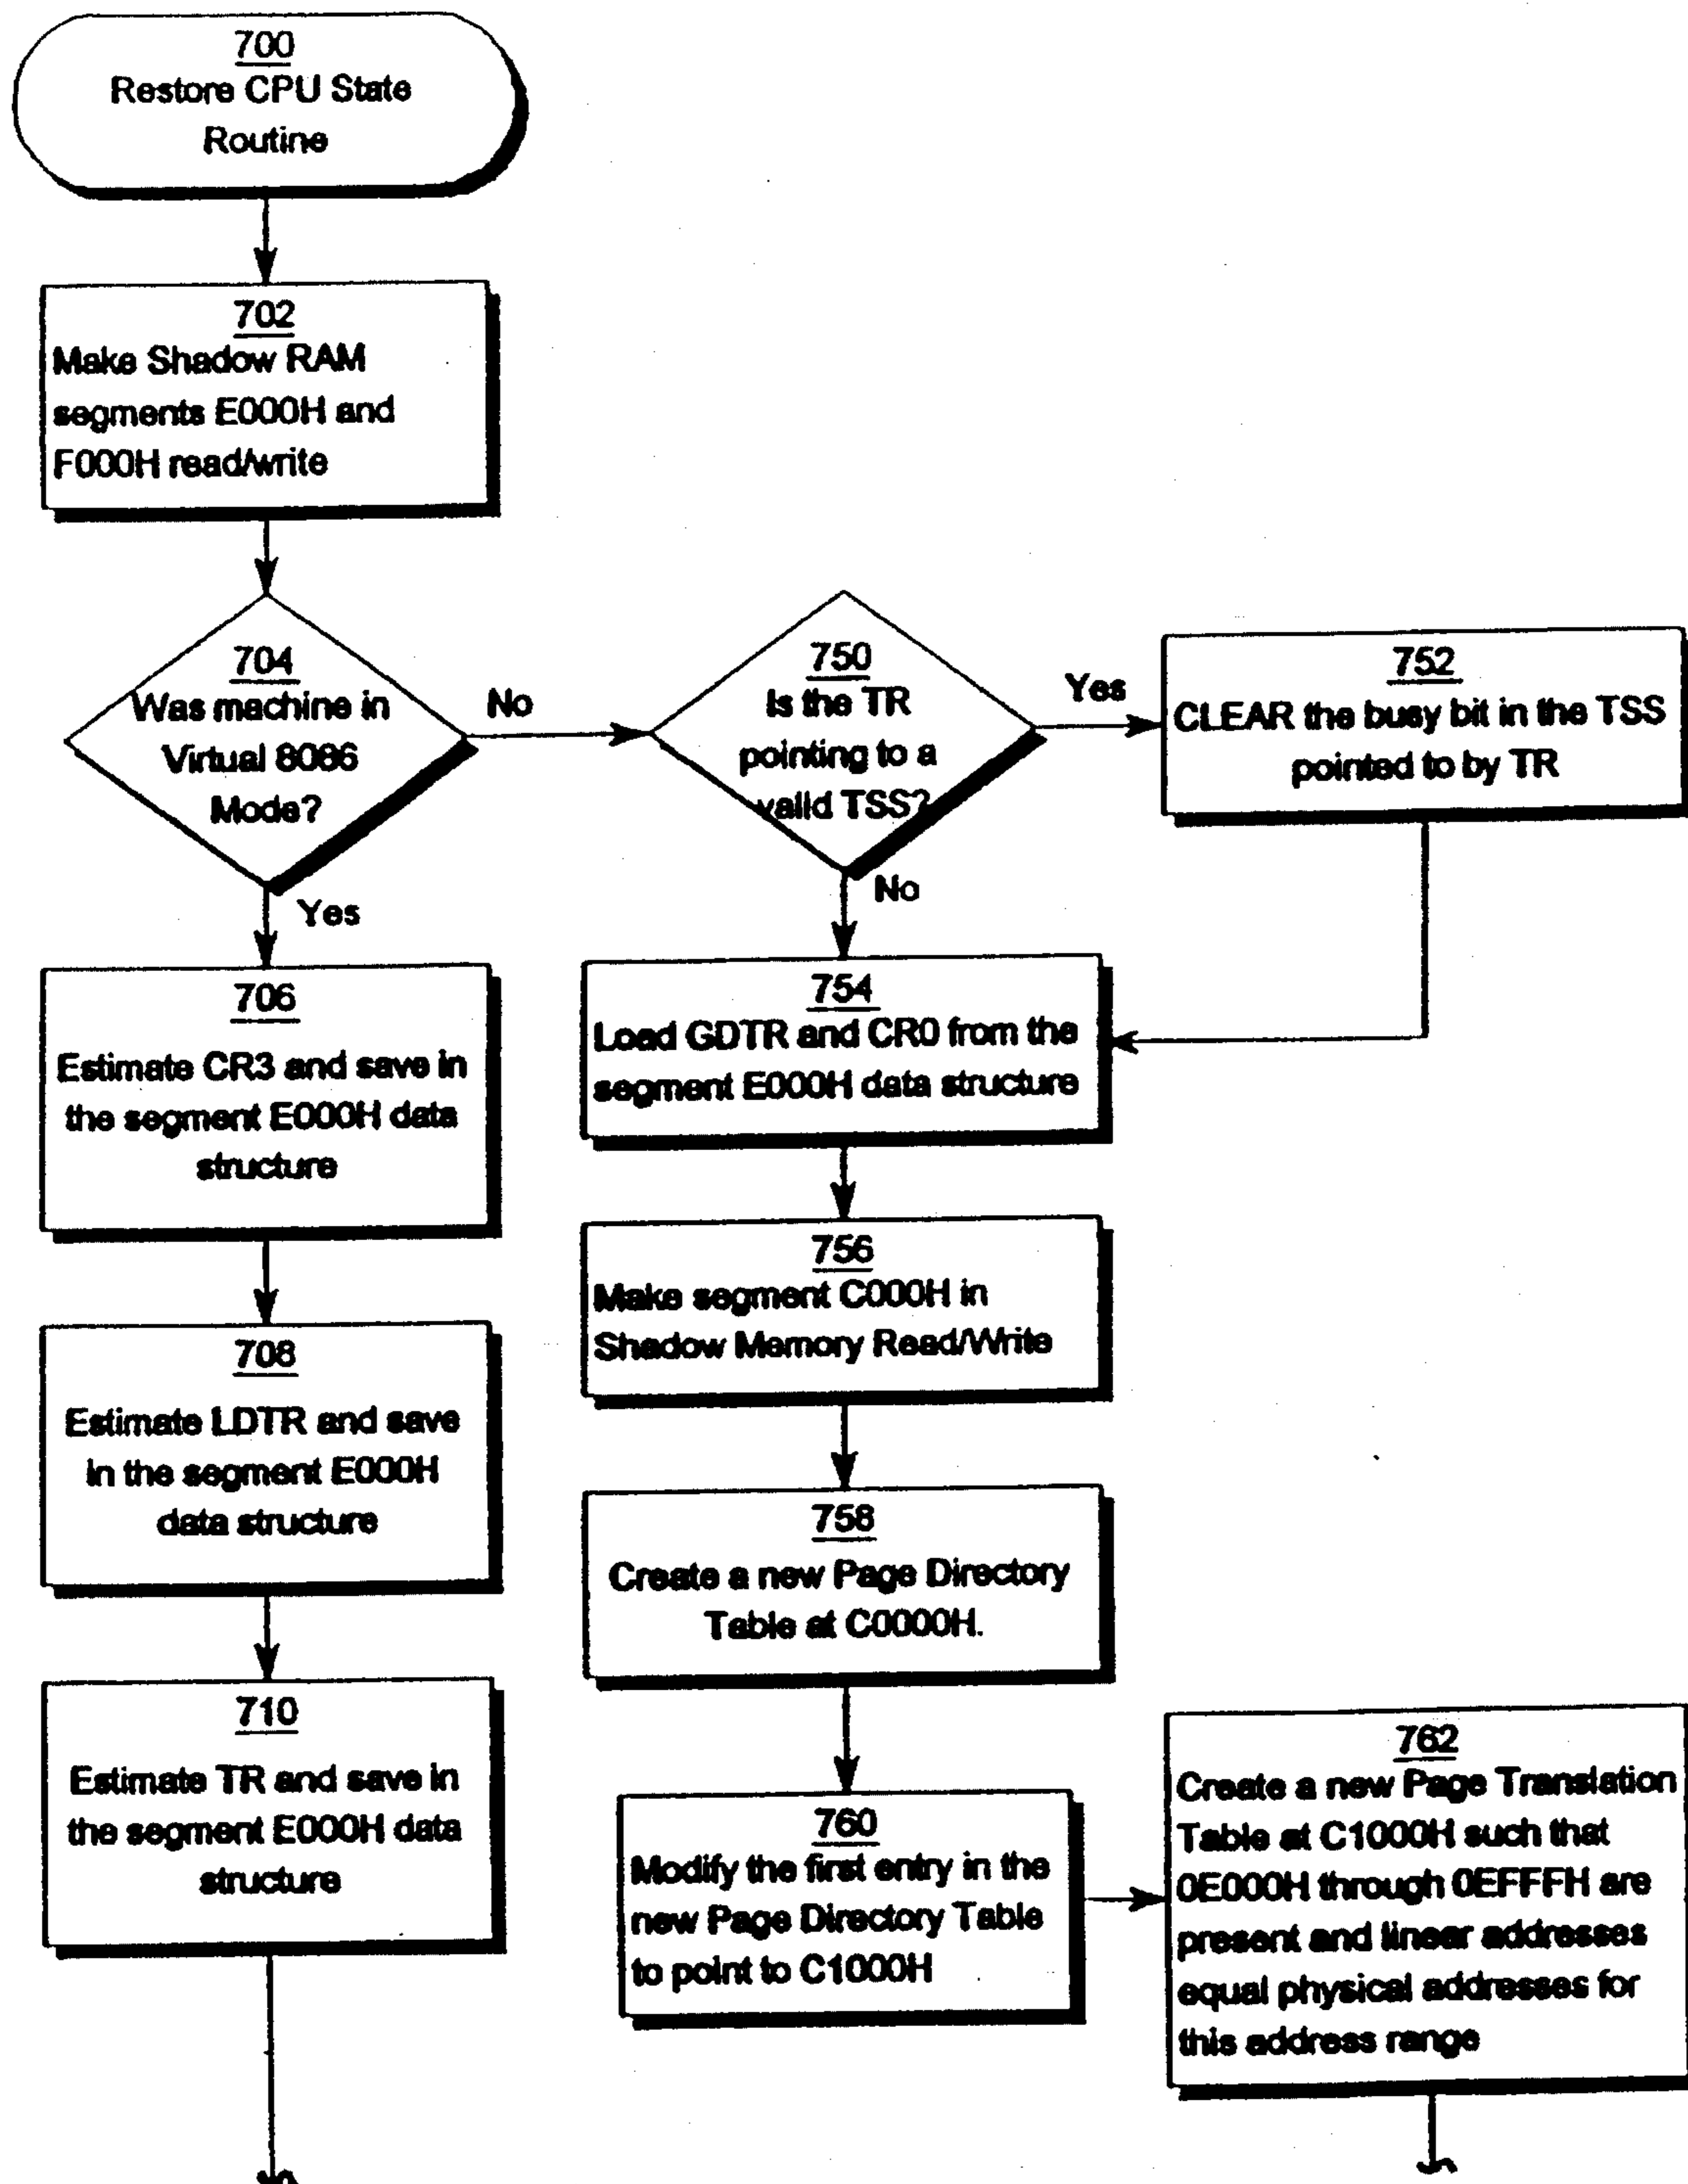 700
Restore CPU State
Routine
702
Make Shadow RAM
segments E000H and
F000H read/write
704
Was machine in
Virtual 8086
Mode?
No
Yes
750
Is the TR
pointing to a
valid TSS?
Yes
No
752
CLEAR the busy bit in the TSS
pointed to by TR
706
Estimate CR3 and save in
the segment E000H data
structure
708
Estimate LDTR and save
in the segment E000H
data structure
710
Estimate TR and save in
the segment E000H data
structure
754
Load GDTR and CR0 from the
segment E000H data structure
756
Make segment C000H in
Shadow Memory Read/Write
758
Create a new Page Directory
Table at C0000H.
760
Modify the first entry in the
new Page Directory Table
to point to C1000H
762
Create a new Page Translation
Table at C1000H such that
0E000H through 0EFFFH are
present and linear addresses
equal physical addresses for
this address range